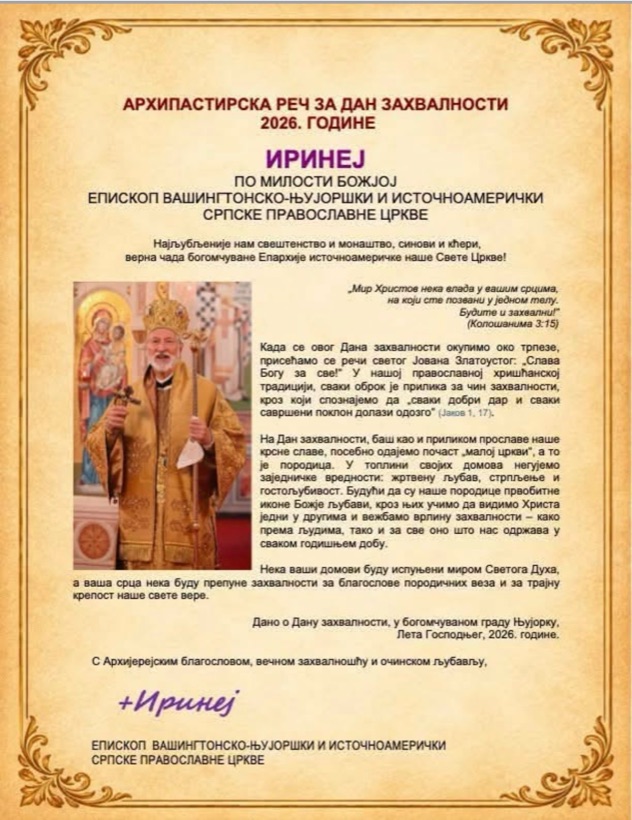 АРХИПАСТИРСКА РЕЧ ЗА ДАН ЗАХВАЛНОСТИ
2026. ГОДИНЕ
ИРИНЕЈ
ПО МИЛОСТИ БОЖЈОЈ
ЕПИСКОП ВАШИНГТОНСКО-ЊУЈОРШКИ И ИСТОЧНОАМЕРИЧКИ
СРПСКЕ ПРАВОСЛАВНЕ ЦРКВЕ
Најљубљеније нам свештенство и монаштво, синови и кћери,
верна чада богомчуване Епархије источноамеричке наше Свете Цркве!
„Мир Христов нека влада у вашим срцима,
на који сте позвани у једном телу.
Будите и захвални!"
(Колошанима 3:15)
Када се овог Дана захвалности окупимо око трпезе,
присећамо се речи светог Јована Златоустог: „Слава
Богу за све!" У нашој православној хришћанској
традицији, сваки оброк је прилика за чин захвалности,
кроз који спознајемо да „сваки добри дар и сваки
савршени поклон долази одозго" (Јаков 1, 17).
На Дан захвалности, баш као и приликом прославе наше
крсне славе, посебно одајемо почаст „малој цркви", а то
је породица. У топлини својих домова негујемо
заједничке вредности: жртвену љубав, стрпљење и
гостољубивост. Будући да су наше породице првобитне
иконе Божје љубави, кроз њих учимо да видимо Христа
једни у другима и вежбамо врлину захвалности – како
према људима, тако и за све оно што нас одржава у
сваком годишњем добу.
Нека ваши домови буду испуњени миром Светога Духа,
а ваша срца нека буду препуне захвалности за благослове породичних веза и за трајну
крепост наше свете вере.
Дано о Дану захвалности, у богомчуваном граду Њујорку,
Лета Господњег, 2026. године.
С Архијерејским благословом, вечном захвалношћу и очинском љубављу,
+Иринеј
ЕПИСКОП ВАШИНГТОНСКО-ЊУЈОРШКИ И ИСТОЧНОАМЕРИЧКИ
СРПСКЕ ПРАВОСЛАВНЕ ЦРКВЕ